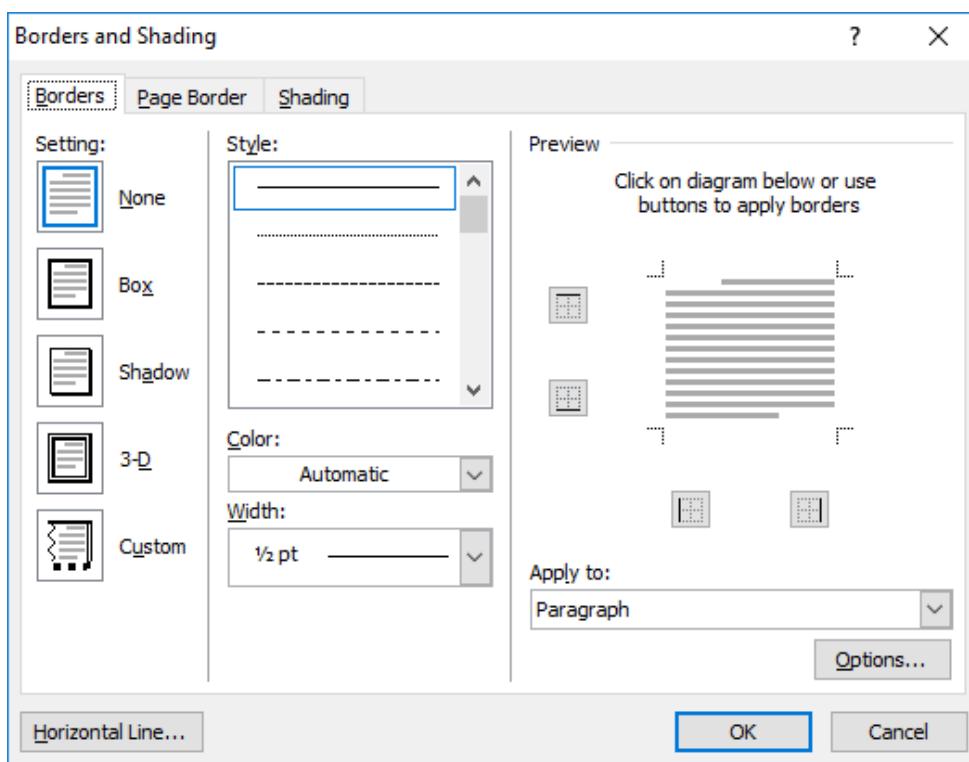 Borders and Shading ?
Borders Page Border Shading
Setting:
None
Box
Shadow
3-D
Custom
Style:
Color:
Automatic
Width:
½ pt
Preview
Click on diagram below or use
buttons to apply borders
Apply to:
Paragraph
Options...
Horizontal Line...
OK
Cancel